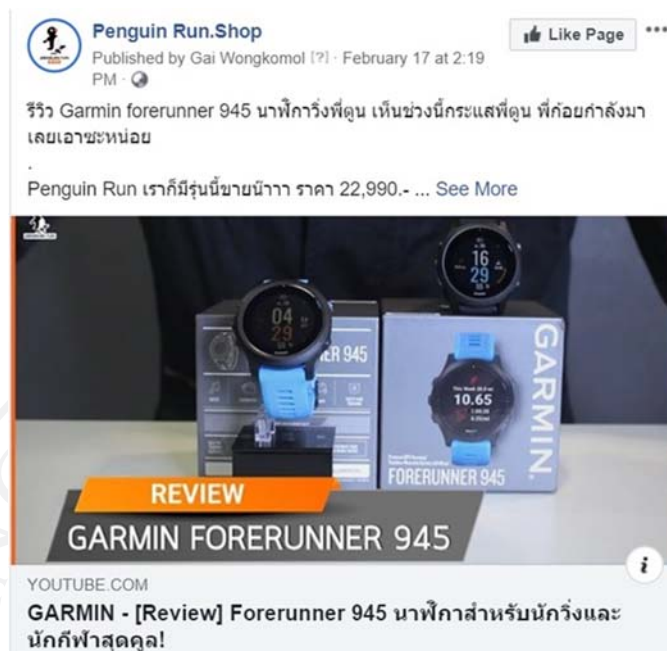 Penguin Run.Shop
Like Page
Published by Gai Wongkomol [?] · February 17 at 2:19
PM ·
รีวิว Garmin forerunner 945 นาฬิกาวิ่งพี่ตูน เห็นช่วงนี้กระแสพี่ตูน พี่ก้อยกำลังมา
เลยเอาซะหน่อย
.
Penguin Run เราก็มีรุ่นนี้ขายน๊าาา ราคา 22,990.- ... See More
16
29
04
29
ER 945
GARMIN
10.65
FORERUNNER 945
REVIEW
GARMIN FORERUNNER 945
YOUTUBE.COM
GARMIN - [Review] Forerunner 945 นาฬิกาสำหรับนักวิ่งและ
นักกีฬาสุดคูล!